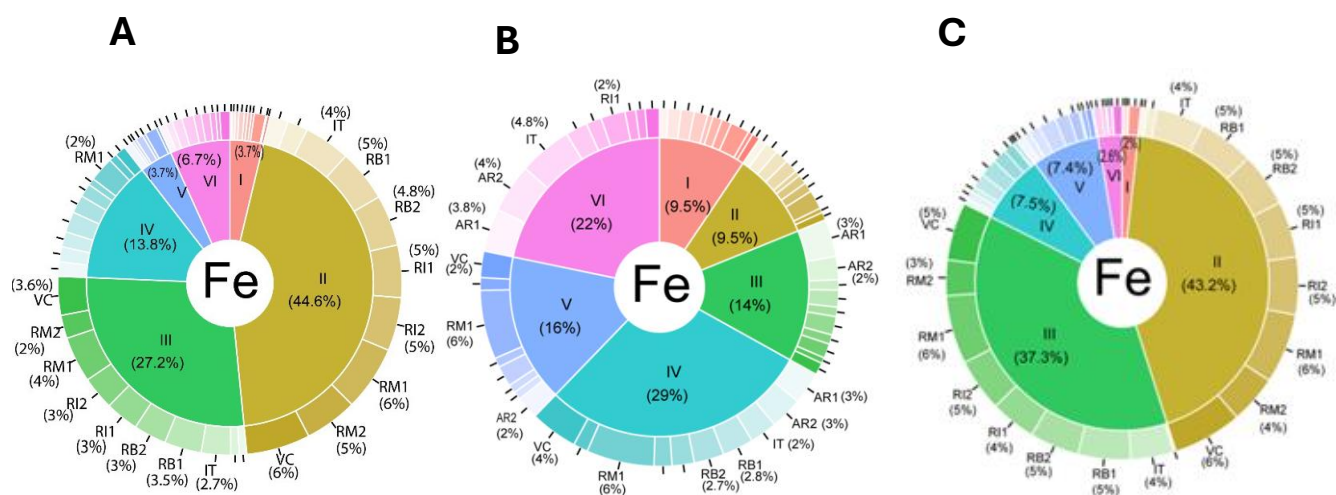 A
(4%)
IT
(5%)
RB1
(4.8%)
RB2
(5%)
RI1
RI2
(5%)
RM1
(6%)
RM2
(5%)
VC
(6%)
IT
(2.7%)
RB1
(3.5%)
RB2
(3%)
RI1
(3%)
RI2
(3%)
RM1
(4%)
RM2
(2%)
(3.6%)
VC
(2%)
RM1
(3.7%)
I
II
(44.6%)
III
(27.2%)
IV
(13.8%)
(3.7%)
V
(6.7%)
VI
Fe
B
(2%)
RI1
(4.8%)
IT
(4%)
AR2
(3.8%)
AR1
VC
(2%)
RM1
(6%)
AR2
(2%)
VC
(4%)
RM1
(6%)
RB2
(2.7%)
RB1
(2.8%)
IT (2%)
AR2 (3%)
AR1 (3%)
AR2
(2%)
(3%)
AR1
I
(9.5%)
II
(9.5%)
III
(14%)
IV
(29%)
V
(16%)
VI
(22%)
Fe
C
(4%)
IT
(5%)
RB1
(5%)
RB2
(5%)
RI1
RI2
(5%)
RM1
(6%)
RM2
(4%)
VC
(6%)
IT
(4%)
RB1
(5%)
RB2
(5%)
RI1
(4%)
RI2
(5%)
RM1
(6%)
(3%)
RM2
(5%)
VC
2%)
I
II
(43.2%)
III
(37.3%)
(7.5%)
IV
(7.4%)
V
(2.6%)
VI
Fe